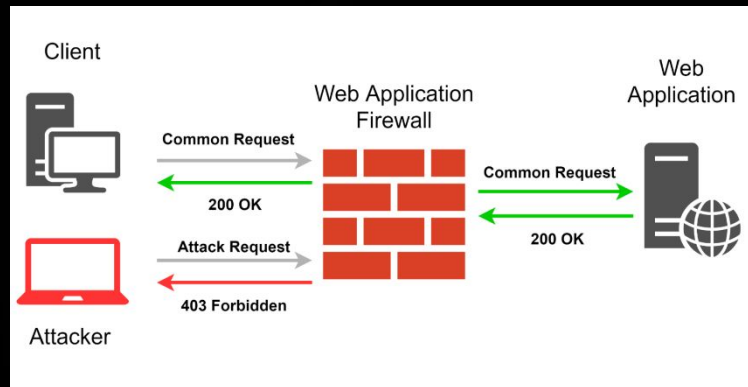 Client
Common Request
200 OK
Attack Request
403 Forbidden
Attacker
Web Application
Firewall
Common Request
200 OK
Web
Application